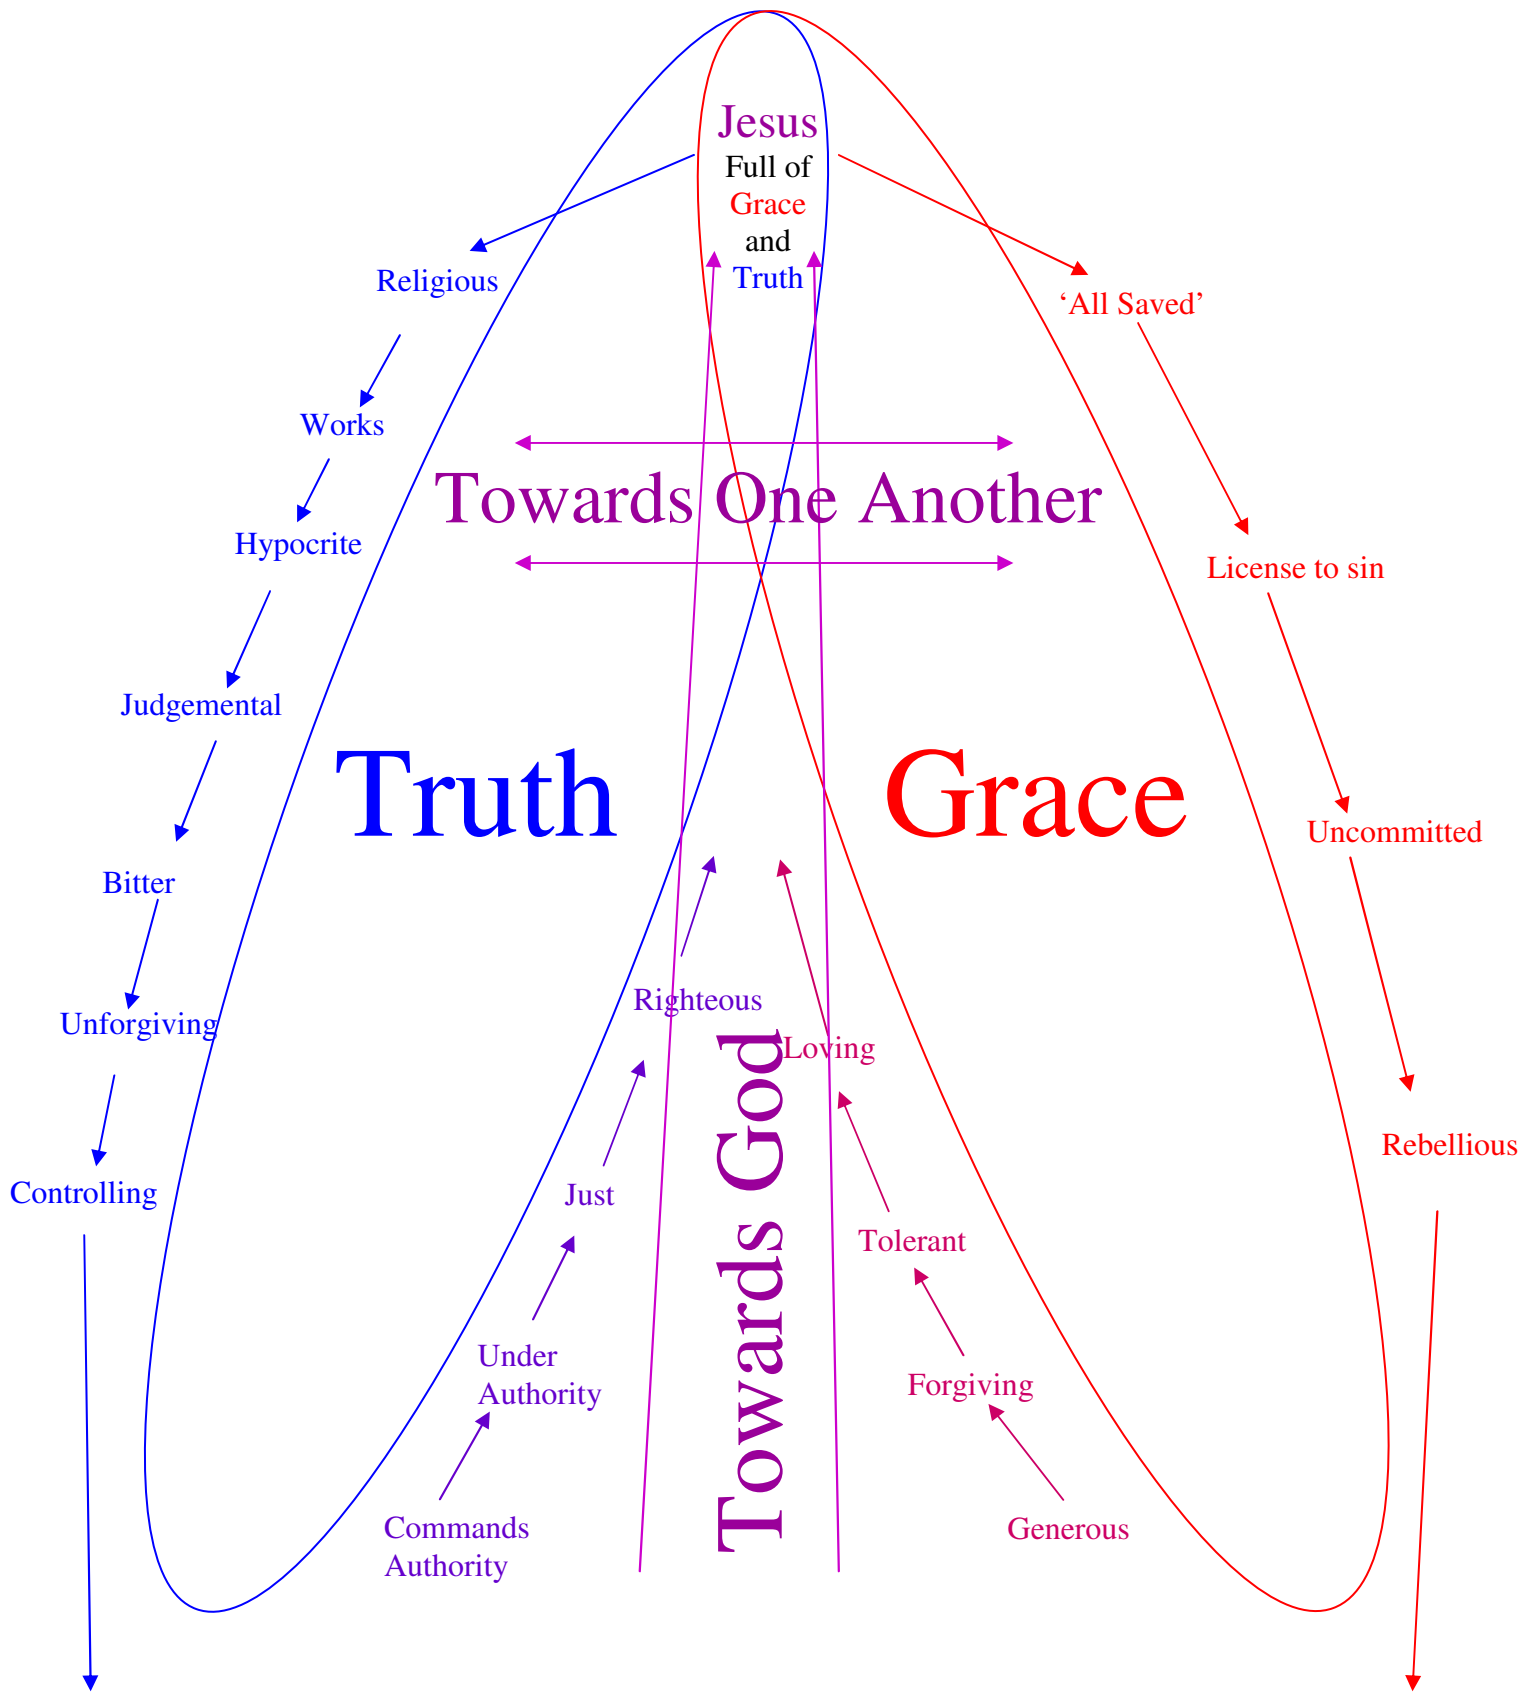 Jesus
Full of
Grace
and
Truth
Religious
‘All Saved’
Works
Towards One Another
Hypocrite
License to sin
Judgemental
Truth
Grace
Uncommitted
Bitter
Righteous
Unforgiving
Loving
Towards God
Rebellious
Controlling
Just
Tolerant
Under
Authority
Forgiving
Commands
Authority
Generous